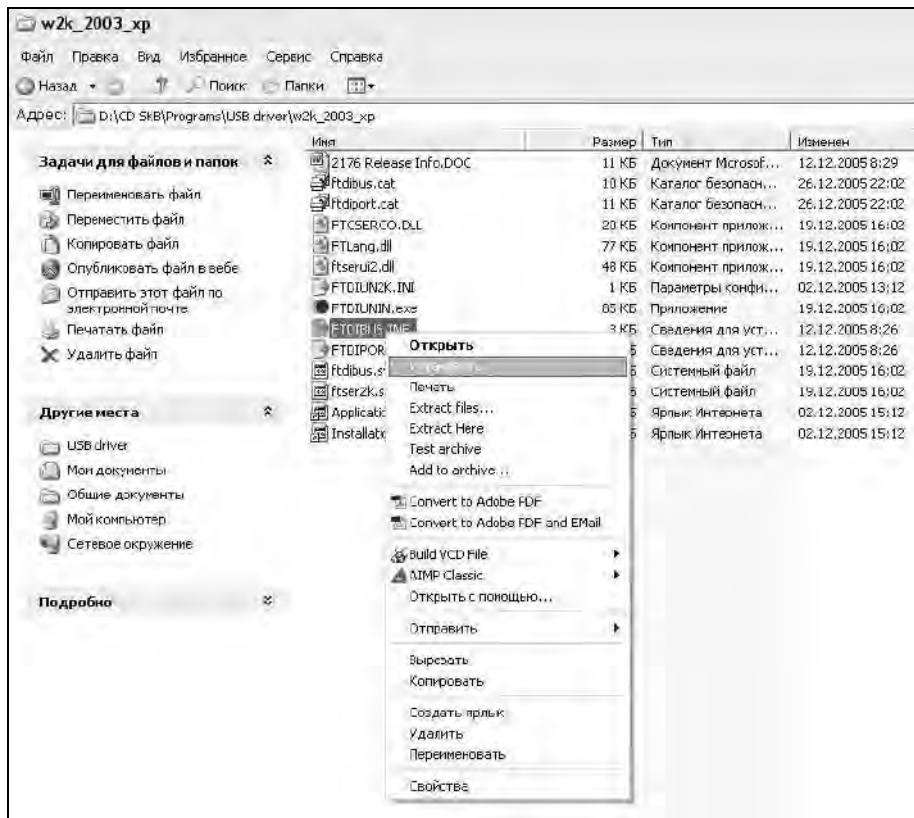 w2k_2003_xp
Файл Правка Вид Избранное Сервис Справка
Назад Поиск Папки
Адрес: D:\CD SKB\Programs\USB driver\w2k_2003_xp
Имя Размер Тип Изменен
Задачи для файлов и папок
Переименовать файл
Переместить файл
Копировать файл
Опубликовать файл в вебе
Отправить этот файл по
электронной почте
Печатать файл
Удалить файл
Другие места
USB driver
Мои документы
Общие документы
Мой компьютер
Сетевое окружение
Подробно
2176 Release Info.DOC 11 КБ Документ Microsof... 12.12.2005 8:29
ftdibus.cat 10 КБ Каталог безопасн... 26.12.2005 22:02
ftdiport.cat 11 КБ Каталог безопасн... 26.12.2005 22:02
FTCSERCO.DLL 20 КБ Компонент прилож... 19.12.2005 16:02
FTLang.dll 77 КБ Компонент прилож... 19.12.2005 16:02
ftserui2.dll 48 КБ Компонент прилож... 19.12.2005 16:02
FTDIUN2K.INI 1 КБ Параметры конфи... 02.12.2005 13:12
FTDIUNIN.exe 85 КБ Приложение 19.12.2005 16:02
FTDIBUS.INF 3 КБ Сведения для уст... 12.12.2005 8:26
FTDIPOR Сведения для уст... 12.12.2005 8:26
ftdibus.s Системный файл 19.12.2005 16:02
ftser2k.s Системный файл 19.12.2005 16:02
Applicatic Ярлык Интернета 02.12.2005 15:12
Installatc Ярлык Интернета 02.12.2005 15:12
Открыть
Печать
Extract files...
Extract Here
Test archive
Add to archive...
Convert to Adobe PDF
Convert to Adobe PDF and EMail
Build VCD File
AIMP Classic
Открыть с помощью...
Отправить
Вырезать
Копировать
Создать ярлык
Удалить
Переименовать
Свойства